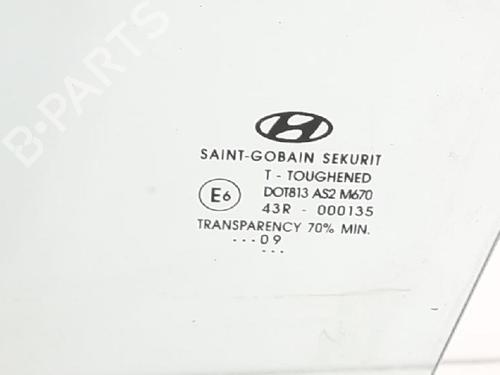 B-PARTS
SAINT-GOBAIN SEKURIT
T - TOUGHENED
E6 DOT813 AS2 M670
43R - 000135
TRANSPARENCY 70% MIN.
...09
...